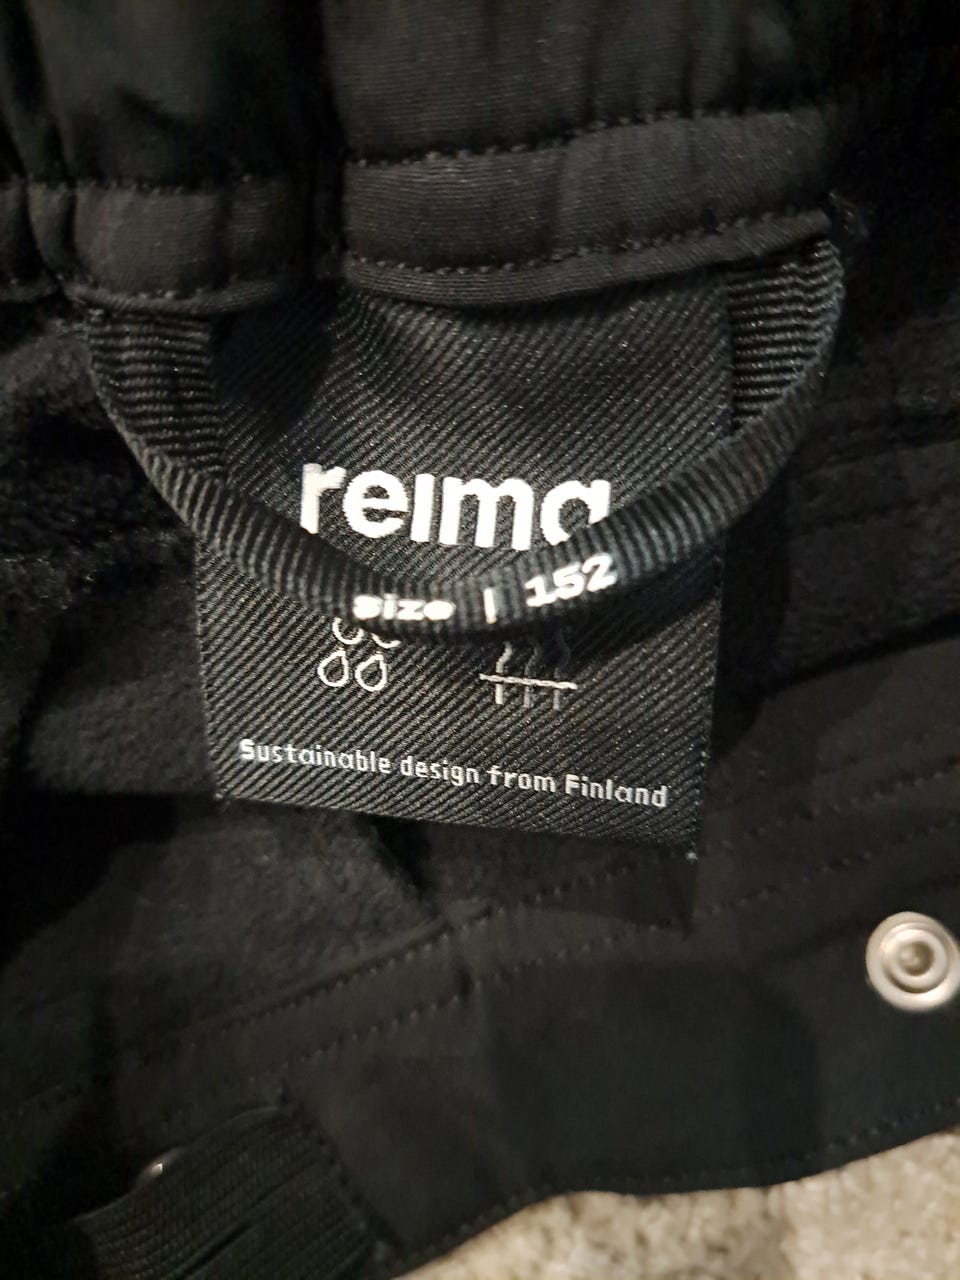 reima
size | 152
Sustainable design from Finland